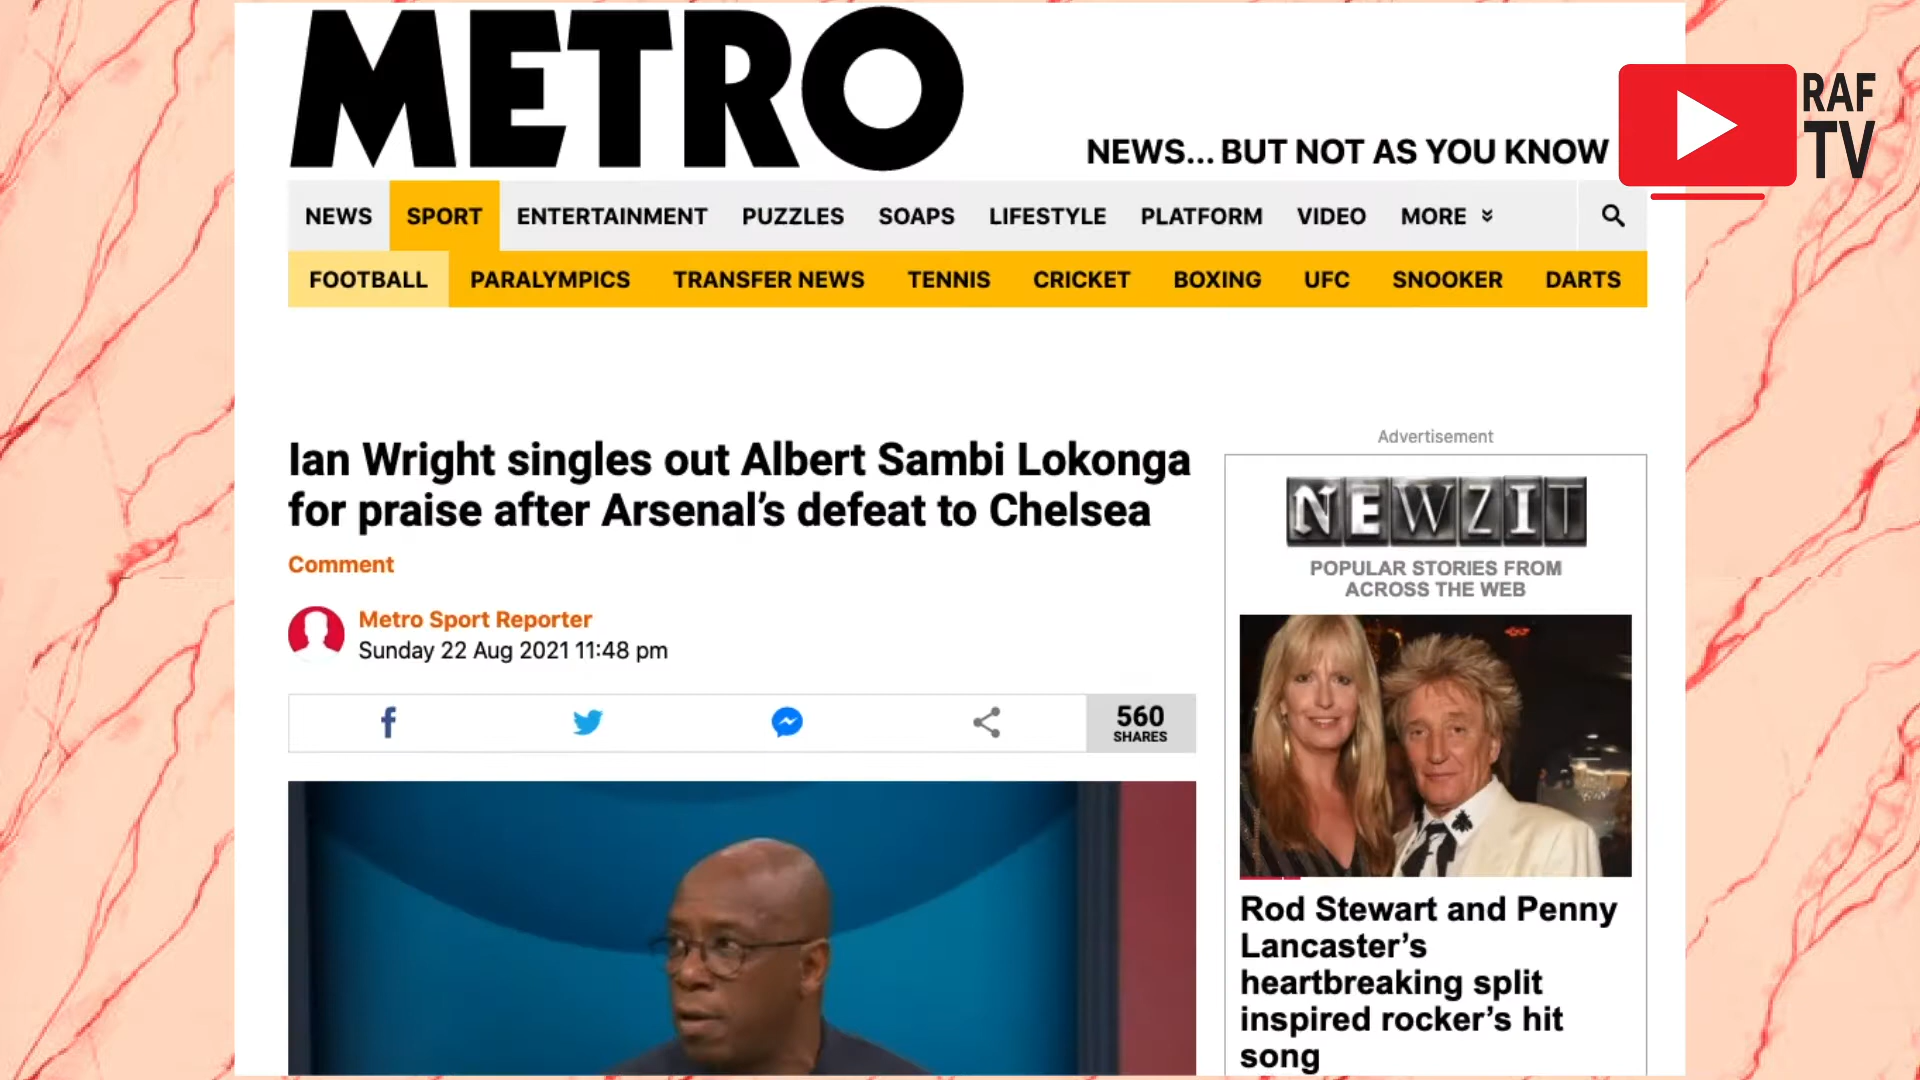 METRO
NEWS... BUT NOT AS YOU KNOW
RAF
TV
NEWS SPORT ENTERTAINMENT PUZZLES SOAPS LIFESTYLE PLATFORM VIDEO MORE
FOOTBALL PARALYMPICS TRANSFER NEWS TENNIS CRICKET BOXING UFC SNOOKER DARTS
Ian Wright singles out Albert Sambi Lokonga
for praise after Arsenal’s defeat to Chelsea
Comment
Metro Sport Reporter
Sunday 22 Aug 2021 11:48 pm
560
SHARES
Advertisement
NEWZIT
POPULAR STORIES FROM
ACROSS THE WEB
Rod Stewart and Penny
Lancaster’s
heartbreaking split
inspired rocker’s hit
song